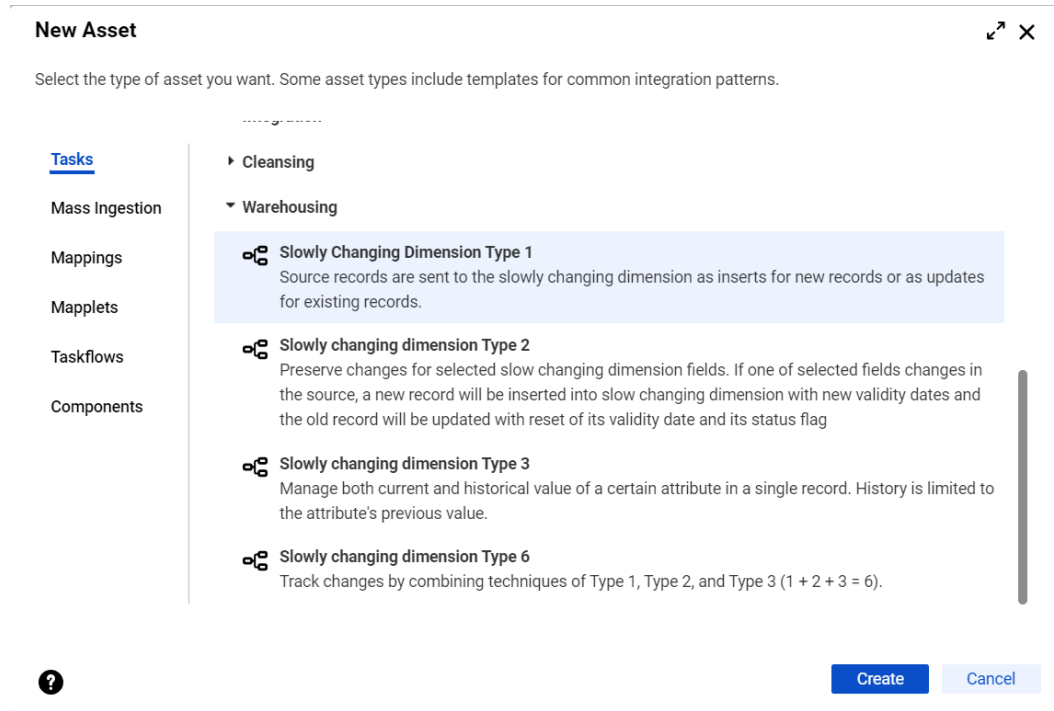 New Asset
Select the type of asset you want. Some asset types include templates for common integration patterns.
Tasks
Mass Ingestion
Mappings
Mapplets
Taskflows
Components
Cleansing
Warehousing
Slowly Changing Dimension Type 1
Source records are sent to the slowly changing dimension as inserts for new records or as updates
for existing records.
Slowly changing dimension Type 2
Preserve changes for selected slow changing dimension fields. If one of selected fields changes in
the source, a new record will be inserted into slow changing dimension with new validity dates and
the old record will be updated with reset of its validity date and its status flag
Slowly changing dimension Type 3
Manage both current and historical value of a certain attribute in a single record. History is limited to
the attribute's previous value.
Slowly changing dimension Type 6
Track changes by combining techniques of Type 1, Type 2, and Type 3 (1 + 2 + 3 = 6).
?
Create
Cancel